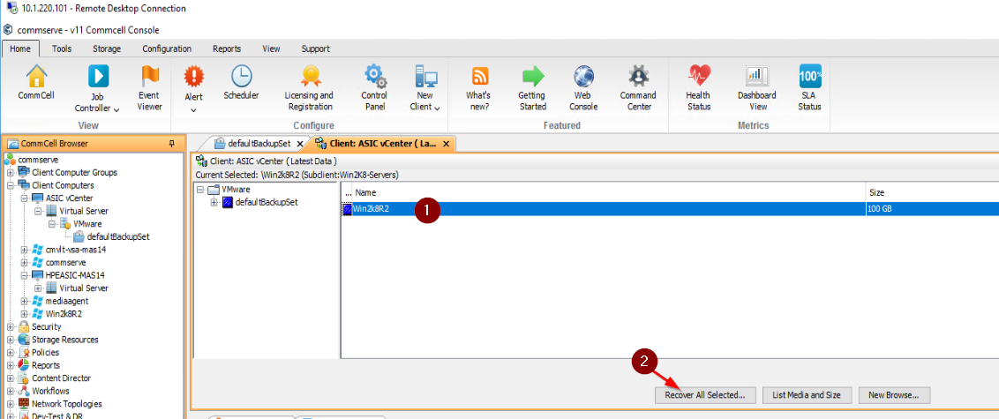 10.1.220.101 - Remote Desktop Connection
commserve - v11 Commcell Console
Home Tools Storage Configuration Reports View Support
CommCell
Job Controller
Event Viewer
View
Alert
Scheduler
Licensing and Registration
Control Panel
New Client
Configure
What's new?
Getting Started
Web Console
Command Center
Featured
Health Status
Dashboard View
100%
SLA Status
Metrics
CommCell Browser
commserve
Client Computer Groups
Client Computers
ASIC vCenter
Virtual Server
VMware
defaultBackupSet
cmvlt-vsa-mas14
commserve
HPEASIC-MAS14
Virtual Server
mediaagent
Win2k8R2
Security
Storage Resources
Policies
Reports
Content Director
Workflows
Network Topologies
Dev-Test & DR
defaultBackupSet X Client: ASIC vCenter ( La... X
Client: ASIC vCenter ( Latest Data )
Current Selected: \Win2k8R2 (Subclient:Win2K8-Servers)
VMware
defaultBackupSet
... Name Size
Win2k8R2 1 100 GB
2
Recover All Selected... List Media and Size New Browse...